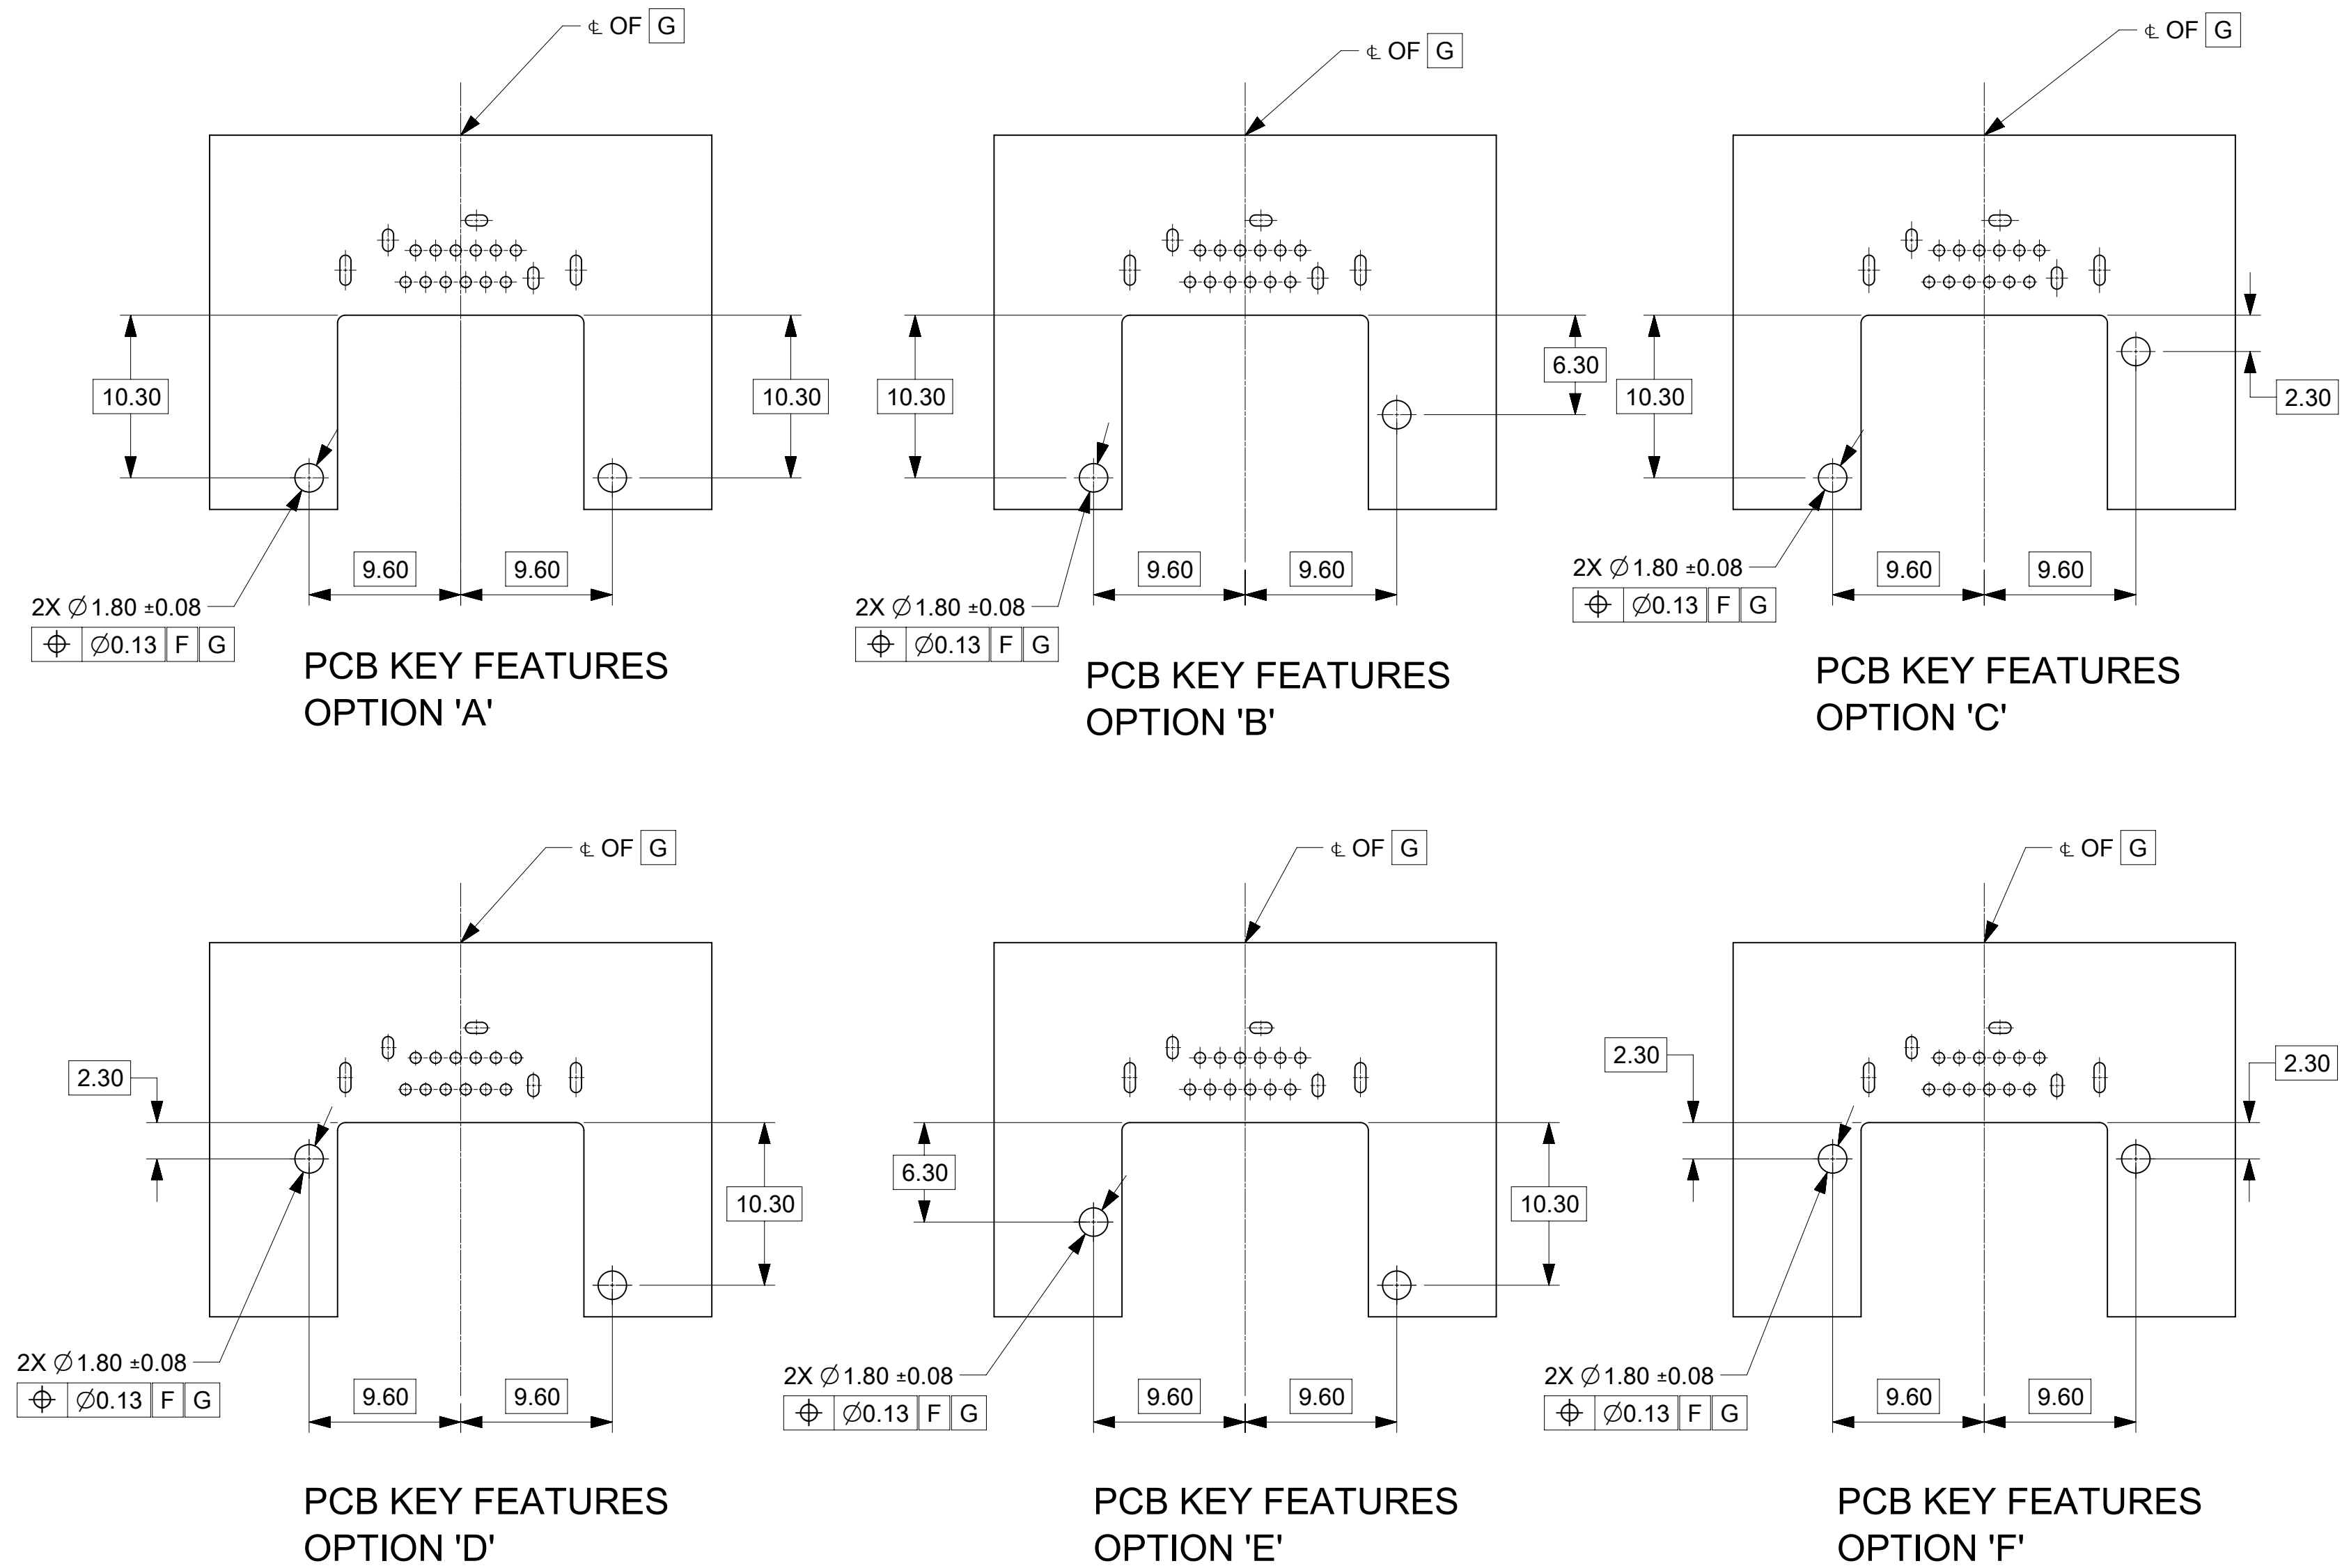 ℄ OF G
10.30
10.30
9.60
9.60
2X ∅1.80 ±0.08
⌖ ∅0.13 F G
PCB KEY FEATURES
OPTION 'A'
℄ OF G
6.30
10.30
9.60
9.60
2X ∅1.80 ±0.08
⌖ ∅0.13 F G
PCB KEY FEATURES
OPTION 'B'
℄ OF G
10.30
2.30
9.60
9.60
2X ∅1.80 ±0.08
⌖ ∅0.13 F G
PCB KEY FEATURES
OPTION 'C'
℄ OF G
2.30
10.30
2X ∅1.80 ±0.08
⌖ ∅0.13 F G
9.60
9.60
PCB KEY FEATURES
OPTION 'D'
℄ OF G
6.30
10.30
2X ∅1.80 ±0.08
⌖ ∅0.13 F G
9.60
9.60
PCB KEY FEATURES
OPTION 'E'
℄ OF G
2.30
2.30
2X ∅1.80 ±0.08
⌖ ∅0.13 F G
9.60
9.60
PCB KEY FEATURES
OPTION 'F'